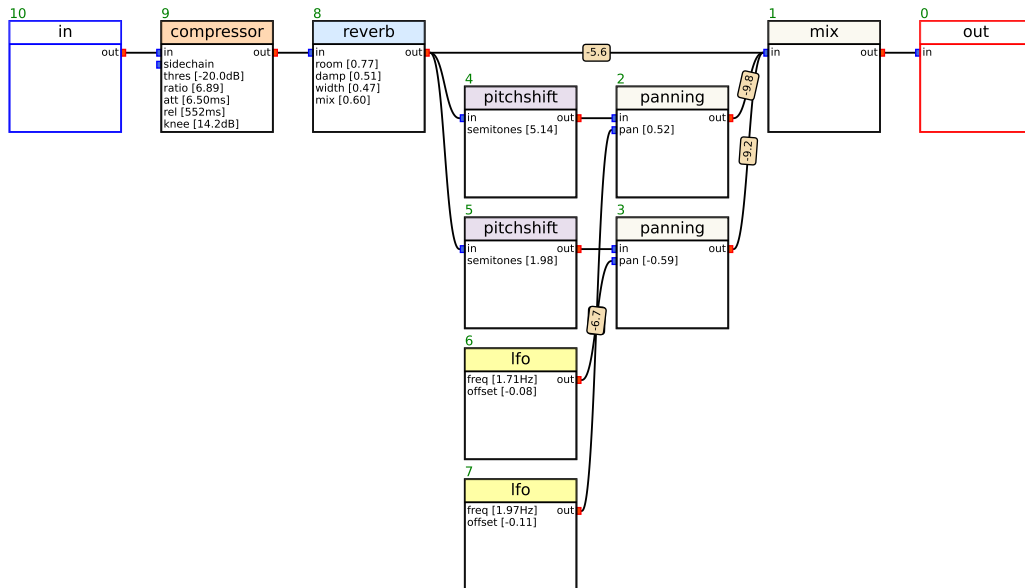 10
in
out
9
compressor
in out
sidechain
thres [-20.0dB]
ratio [6.89]
att [6.50ms]
rel [552ms]
knee [14.2dB]
8
reverb
in out
room [0.77]
damp [0.51]
width [0.47]
mix [0.60]
-5.6
4
pitchshift
in out
semitones [5.14]
2
panning
in out
pan [0.52]
-9.8
1
mix
in out
0
out
in
-9.2
5
pitchshift
in out
semitones [1.98]
3
panning
in out
pan [-0.59]
-6.7
6
lfo
freq [1.71Hz] out
offset [-0.08]
7
lfo
freq [1.97Hz] out
offset [-0.11]